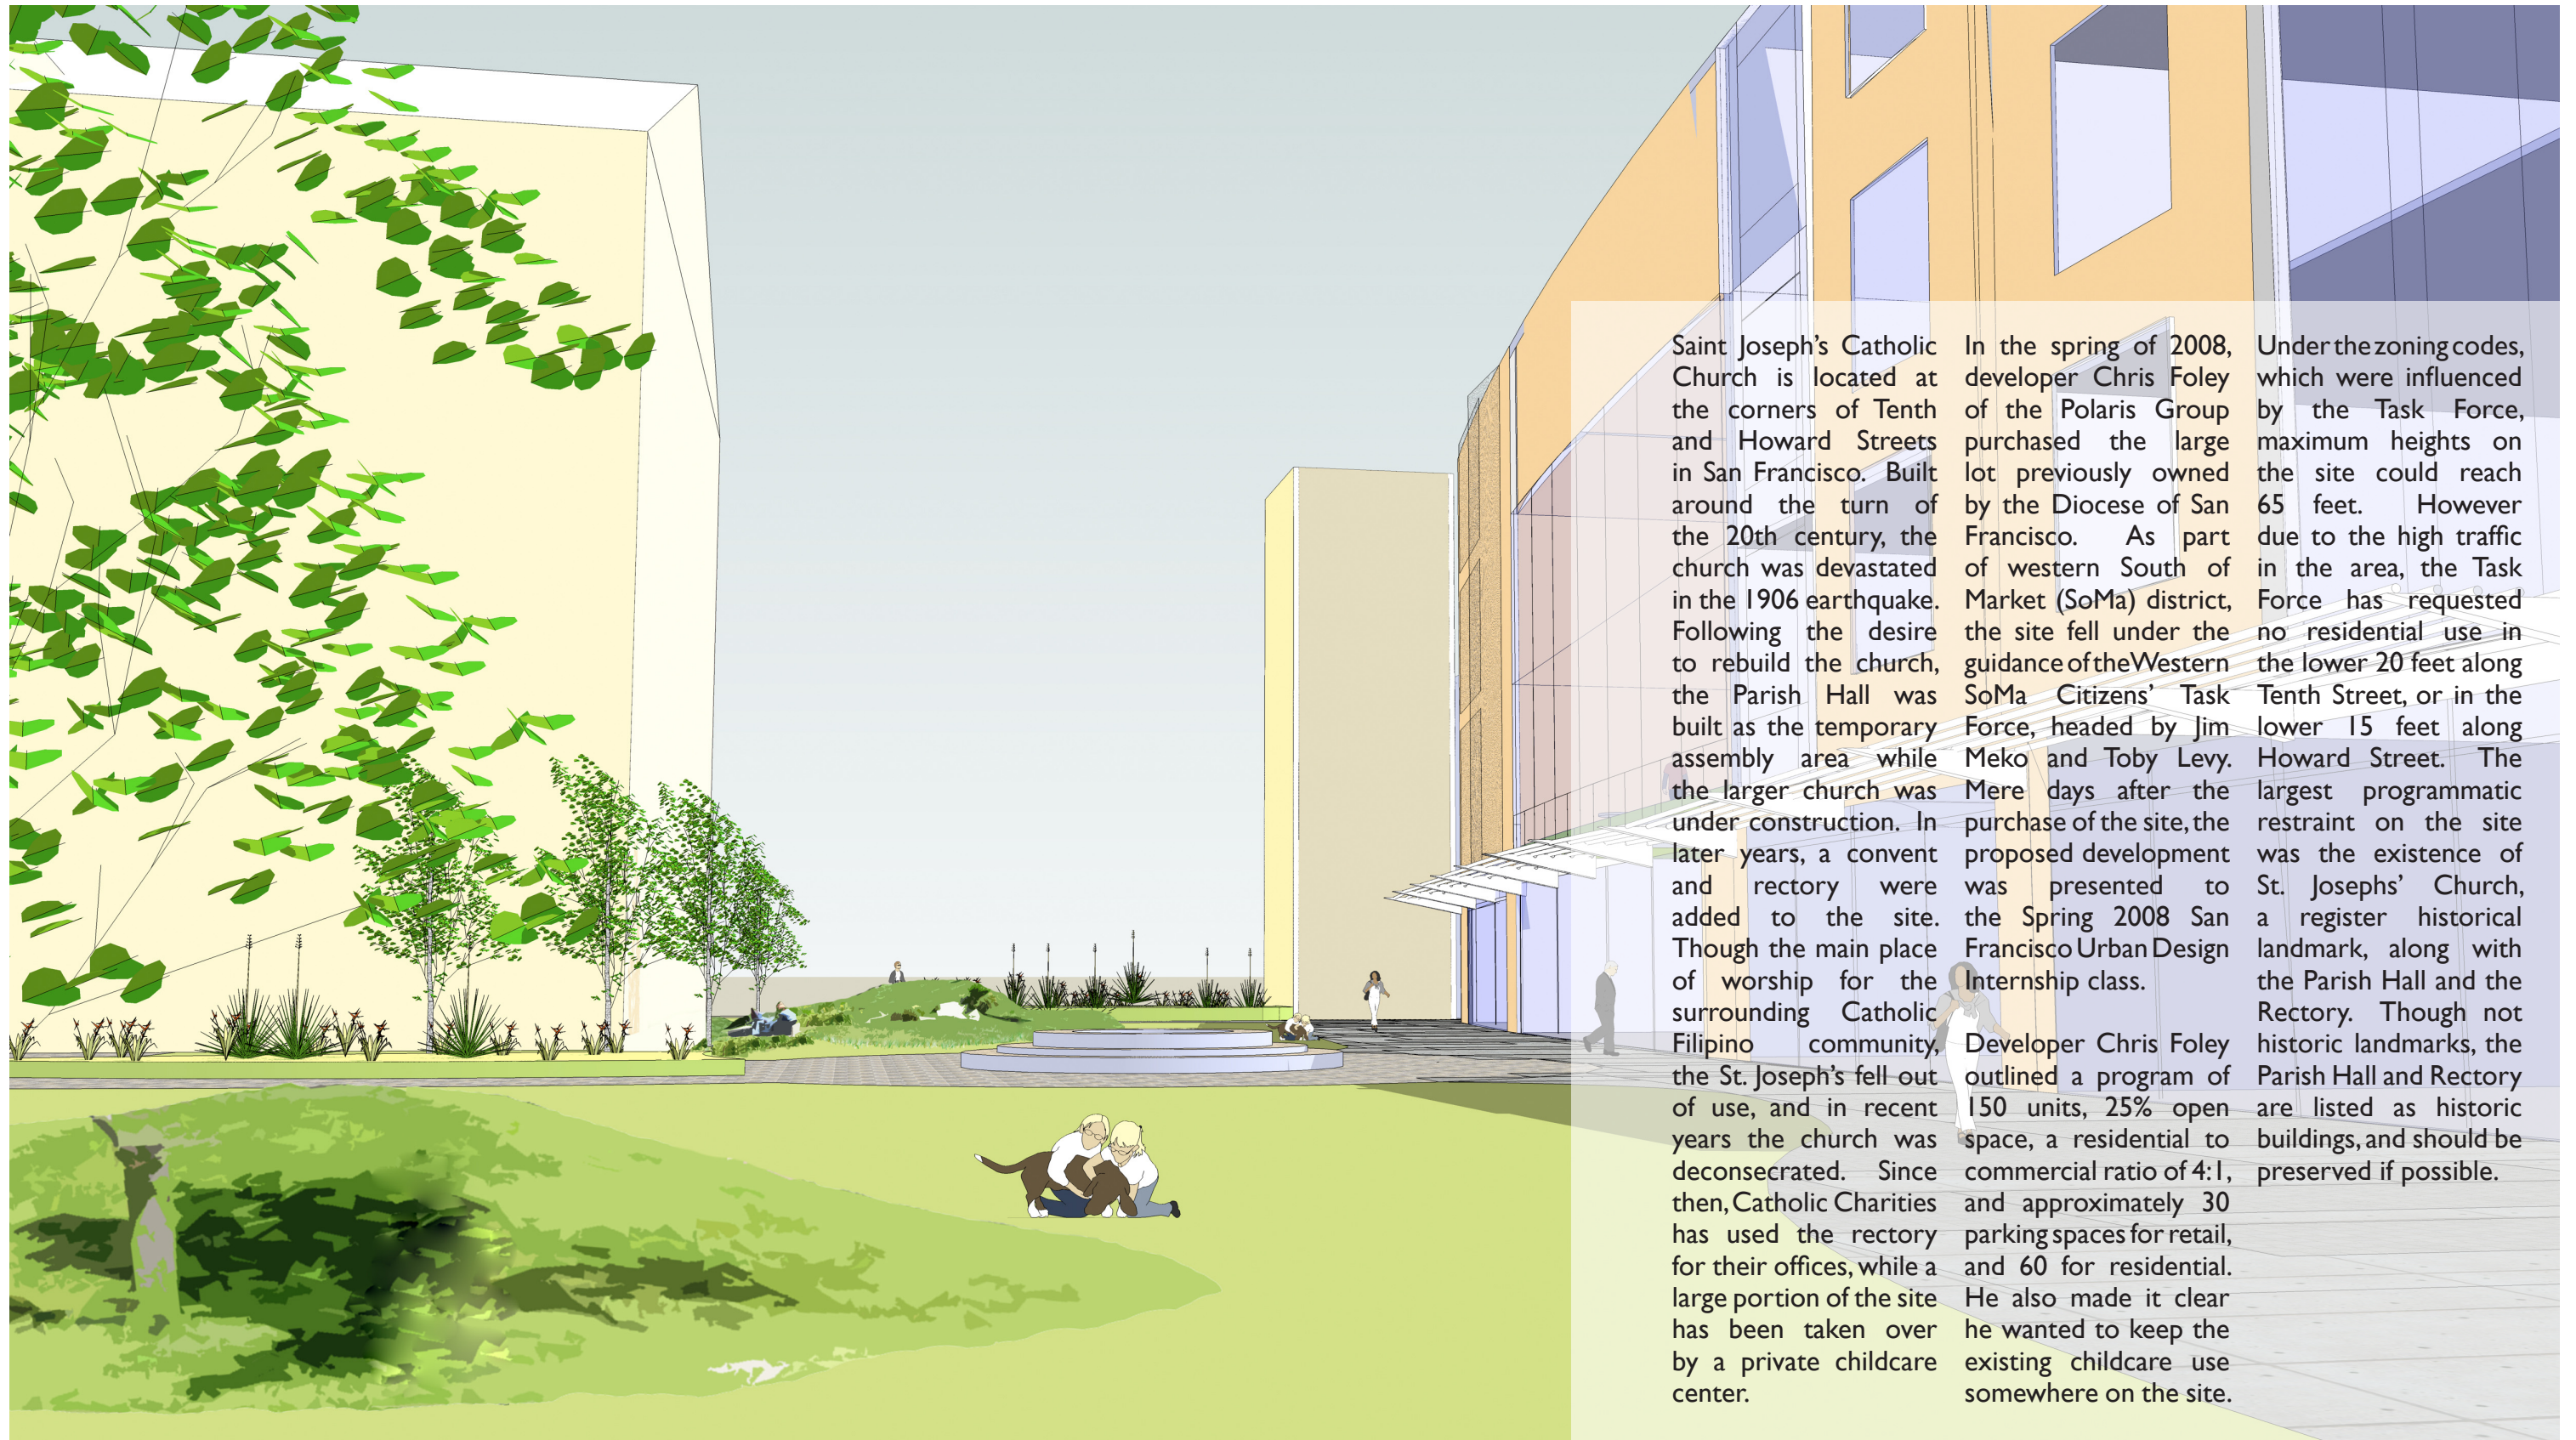 Saint Joseph's Catholic
Church is located at
the corners of Tenth
and Howard Streets
in San Francisco. Built
around the turn of
the 20th century, the
church was devastated
in the 1906 earthquake.
Following the desire
to rebuild the church,
the Parish Hall was
built as the temporary
assembly area while
the larger church was
under construction. In
later years, a convent
and rectory were
added to the site.
Though the main place
of worship for the
surrounding Catholic
Filipino community,
the St. Joseph's fell out
of use, and in recent
years the church was
deconsecrated. Since
then, Catholic Charities
has used the rectory
for their offices, while a
large portion of the site
has been taken over
by a private childcare
center.
In the spring of 2008,
developer Chris Foley
of the Polaris Group
purchased the large
lot previously owned
by the Diocese of San
Francisco. As part
of western South of
Market (SoMa) district,
the site fell under the
guidance of the Western
SoMa Citizens' Task
Force, headed by Jim
Meko and Toby Levy.
Mere days after the
purchase of the site, the
proposed development
was presented to
the Spring 2008 San
Francisco Urban Design
Internship class.
Developer Chris Foley
outlined a program of
150 units, 25% open
space, a residential to
commercial ratio of 4:1,
and approximately 30
parking spaces for retail,
and 60 for residential.
He also made it clear
he wanted to keep the
existing childcare use
somewhere on the site.
Under the zoning codes,
which were influenced
by the Task Force,
maximum heights on
the site could reach
65 feet. However
due to the high traffic
in the area, the Task
Force has requested
no residential use in
the lower 20 feet along
Tenth Street, or in the
lower 15 feet along
Howard Street. The
largest programmatic
restraint on the site
was the existence of
St. Josephs' Church,
a register historical
landmark, along with
the Parish Hall and the
Rectory. Though not
historic landmarks, the
Parish Hall and Rectory
are listed as historic
buildings, and should be
preserved if possible.